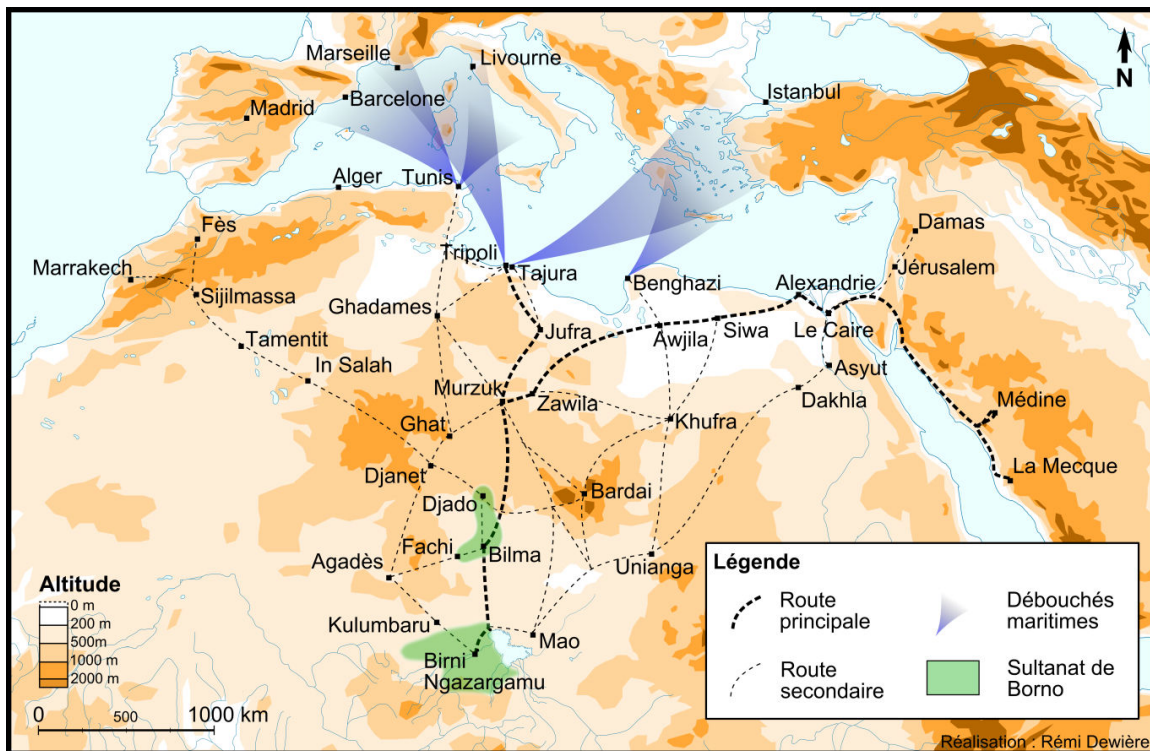 Marseille
Livourne
Istanbul
Madrid
Barcelone
Alger
Tunis
N
Fès
Damas
Marrakech
Tripoli
Tajura
Jérusalem
Sijilmassa
Benghazi
Alexandrie
Ghadames
Jufra
Awjila
Siwa
Le Caire
Tamentit
In Salah
Murzuk
Zawila
Asyut
Dakhla
Médine
Ghat
Khufra
La Mecque
Djanet
Djado
Bardai
Fachi
Bilma
Agadès
Unianga
Kulumbaru
Mao
Birni
Ngazargamu
Altitude
0 m
200 m
500m
1000 m
2000 m
0
500
1000 km
Légende
Route
principale
Débouchés
maritimes
Route
secondaire
Sultanat de
Borno
Réalisation : Rémi Dewière